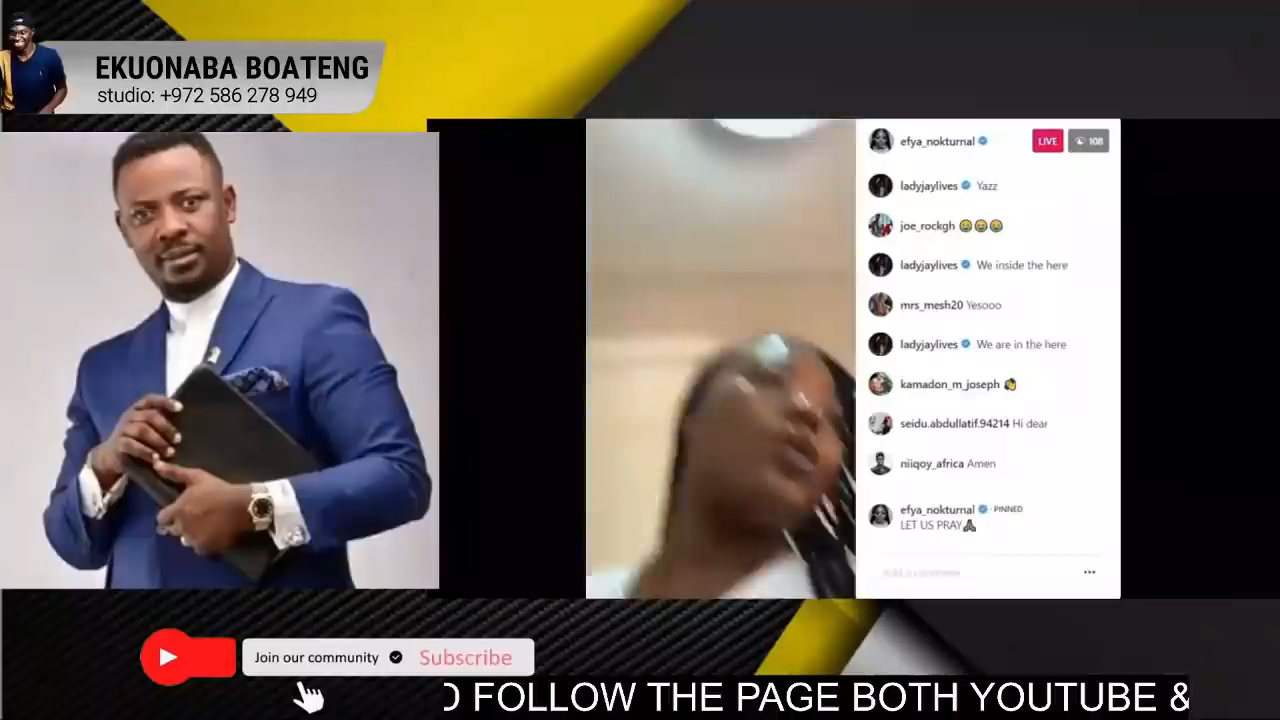 EKUONABA BOATENG
studio: +972 586 278 949
efya_nokturnal
LIVE
108
ladyjaylives Yazz
joe_rockgh
ladyjaylives We inside the here
mrs_mesh20 Yesooo
ladyjaylives We are in the here
kamadon_m_joseph
seidu.abdullatif.94214 Hi dear
niiqoy_africa Amen
efya_nokturnal · PINNED
LET US PRAY
Join our community
Subscribe
FOLLOW THE PAGE BOTH YOUTUBE &